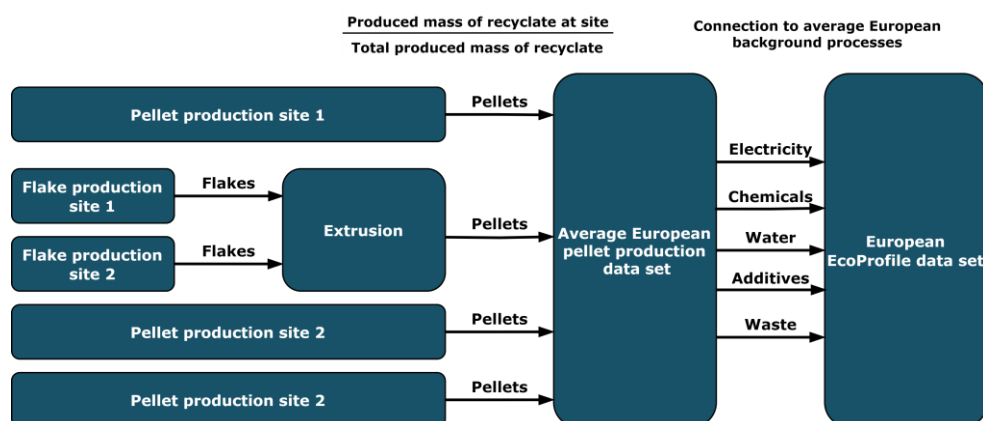 Produced mass of recyclate at site
Total produced mass of recyclate
Connection to average European
background processes
Pellet production site 1
Pellets
Flake production
site 1
Flakes
Flake production
site 2
Flakes
Extrusion
Pellets
Pellet production site 2
Pellets
Pellet production site 2
Pellets
Average European
pellet production
data set
Electricity
Chemicals
Water
Additives
Waste
European
EcoProfile data set